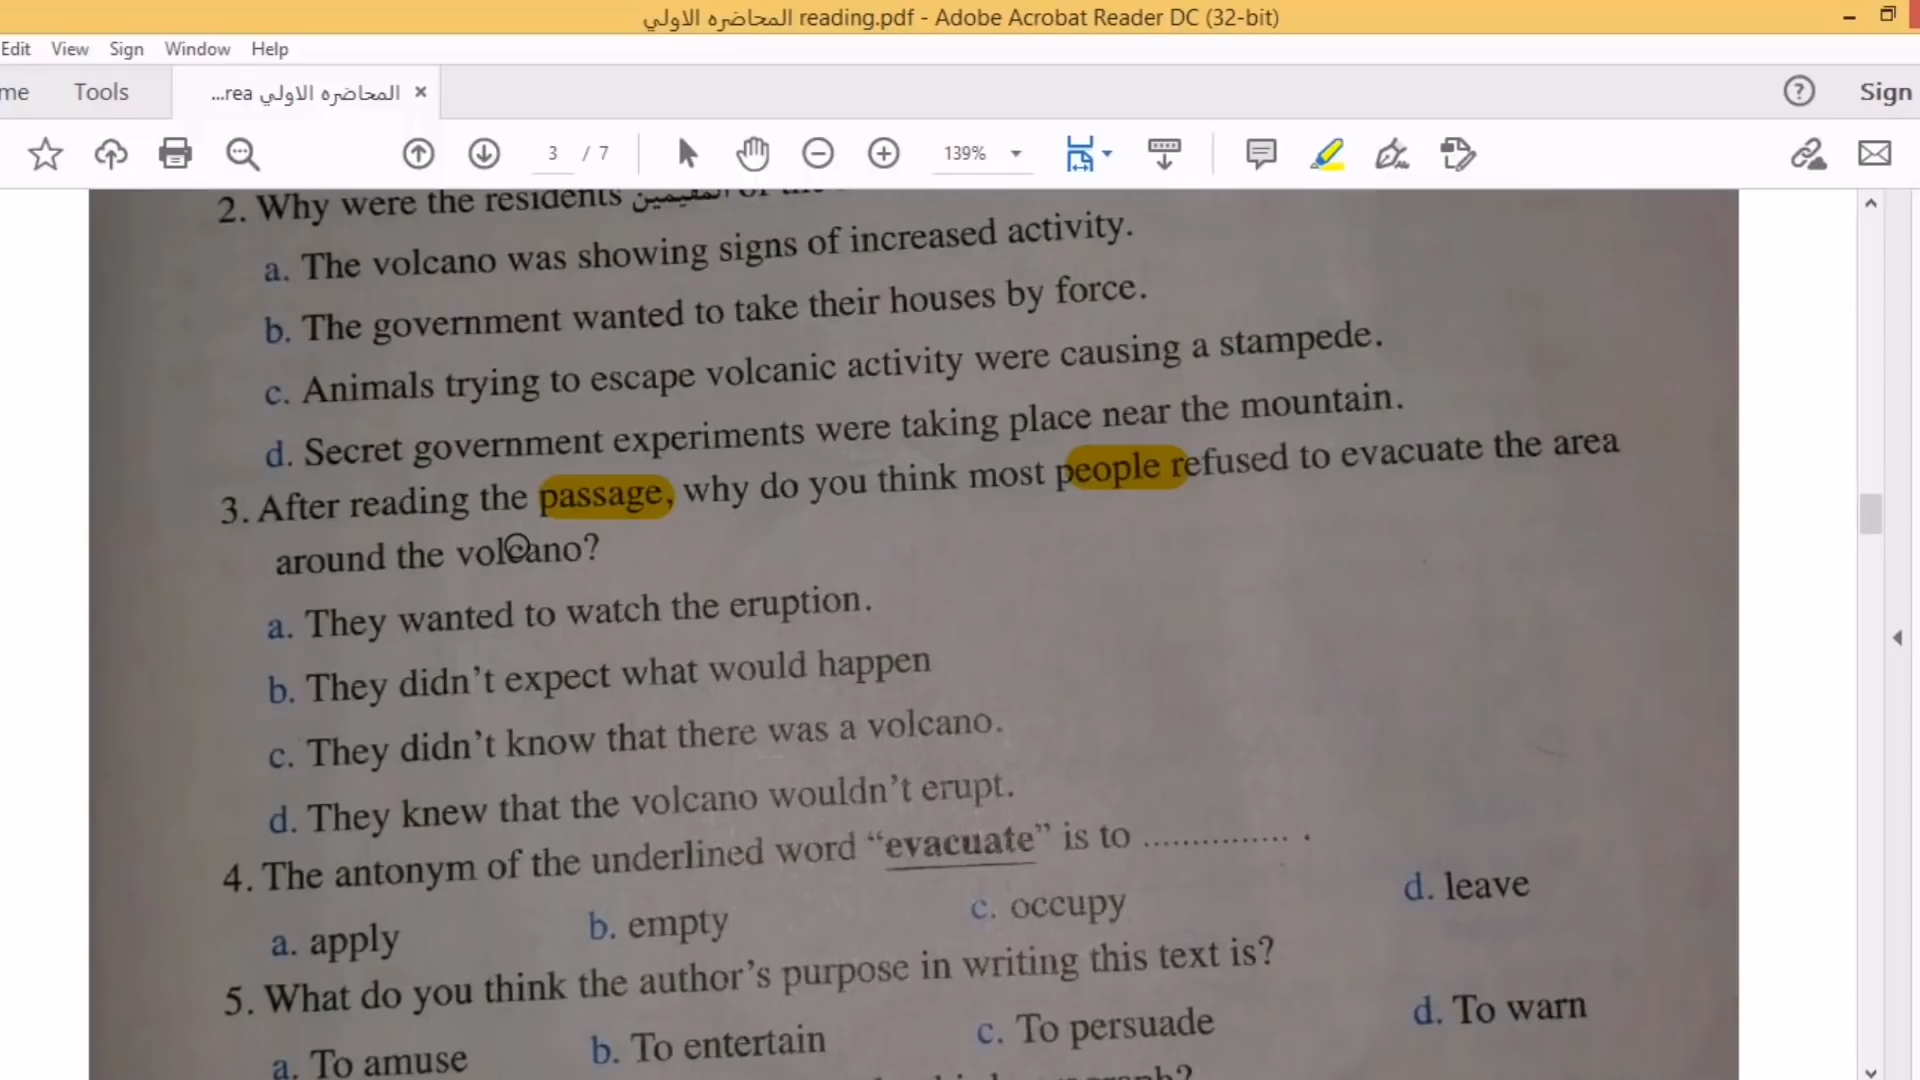 المحاضره الاولي reading.pdf - Adobe Acrobat Reader DC (32-bit)
Edit View Sign Window Help
me Tools ...rea المحاضره الاولي × Sign
3 / 7 139%
2. Why were the residents المقيمين of the
a. The volcano was showing signs of increased activity.
b. The government wanted to take their houses by force.
c. Animals trying to escape volcanic activity were causing a stampede.
d. Secret government experiments were taking place near the mountain.
3. After reading the passage, why do you think most people refused to evacuate the area
around the volcano?
a. They wanted to watch the eruption.
b. They didn't expect what would happen
c. They didn't know that there was a volcano.
d. They knew that the volcano wouldn't erupt.
4. The antonym of the underlined word “evacuate” is to .............. .
a. apply b. empty c. occupy d. leave
5. What do you think the author's purpose in writing this text is?
a. To amuse b. To entertain c. To persuade d. To warn